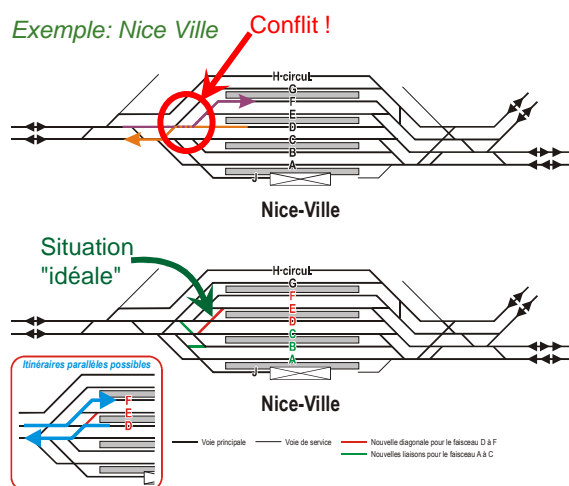 Exemple: Nice Ville
Conflit !
H-circul.
G
F
E
D
C
B
A
J
Nice-Ville
Situation
"idéale"
H-circul.
G
F
E
D
C
B
A
J
Nice-Ville
Itinéraires parallèles possibles
F
E
D
Voie principale
Voie de service
Nouvelle diagonale pour le faisceau D à F
Nouvelles liaisons pour le faisceau A à C